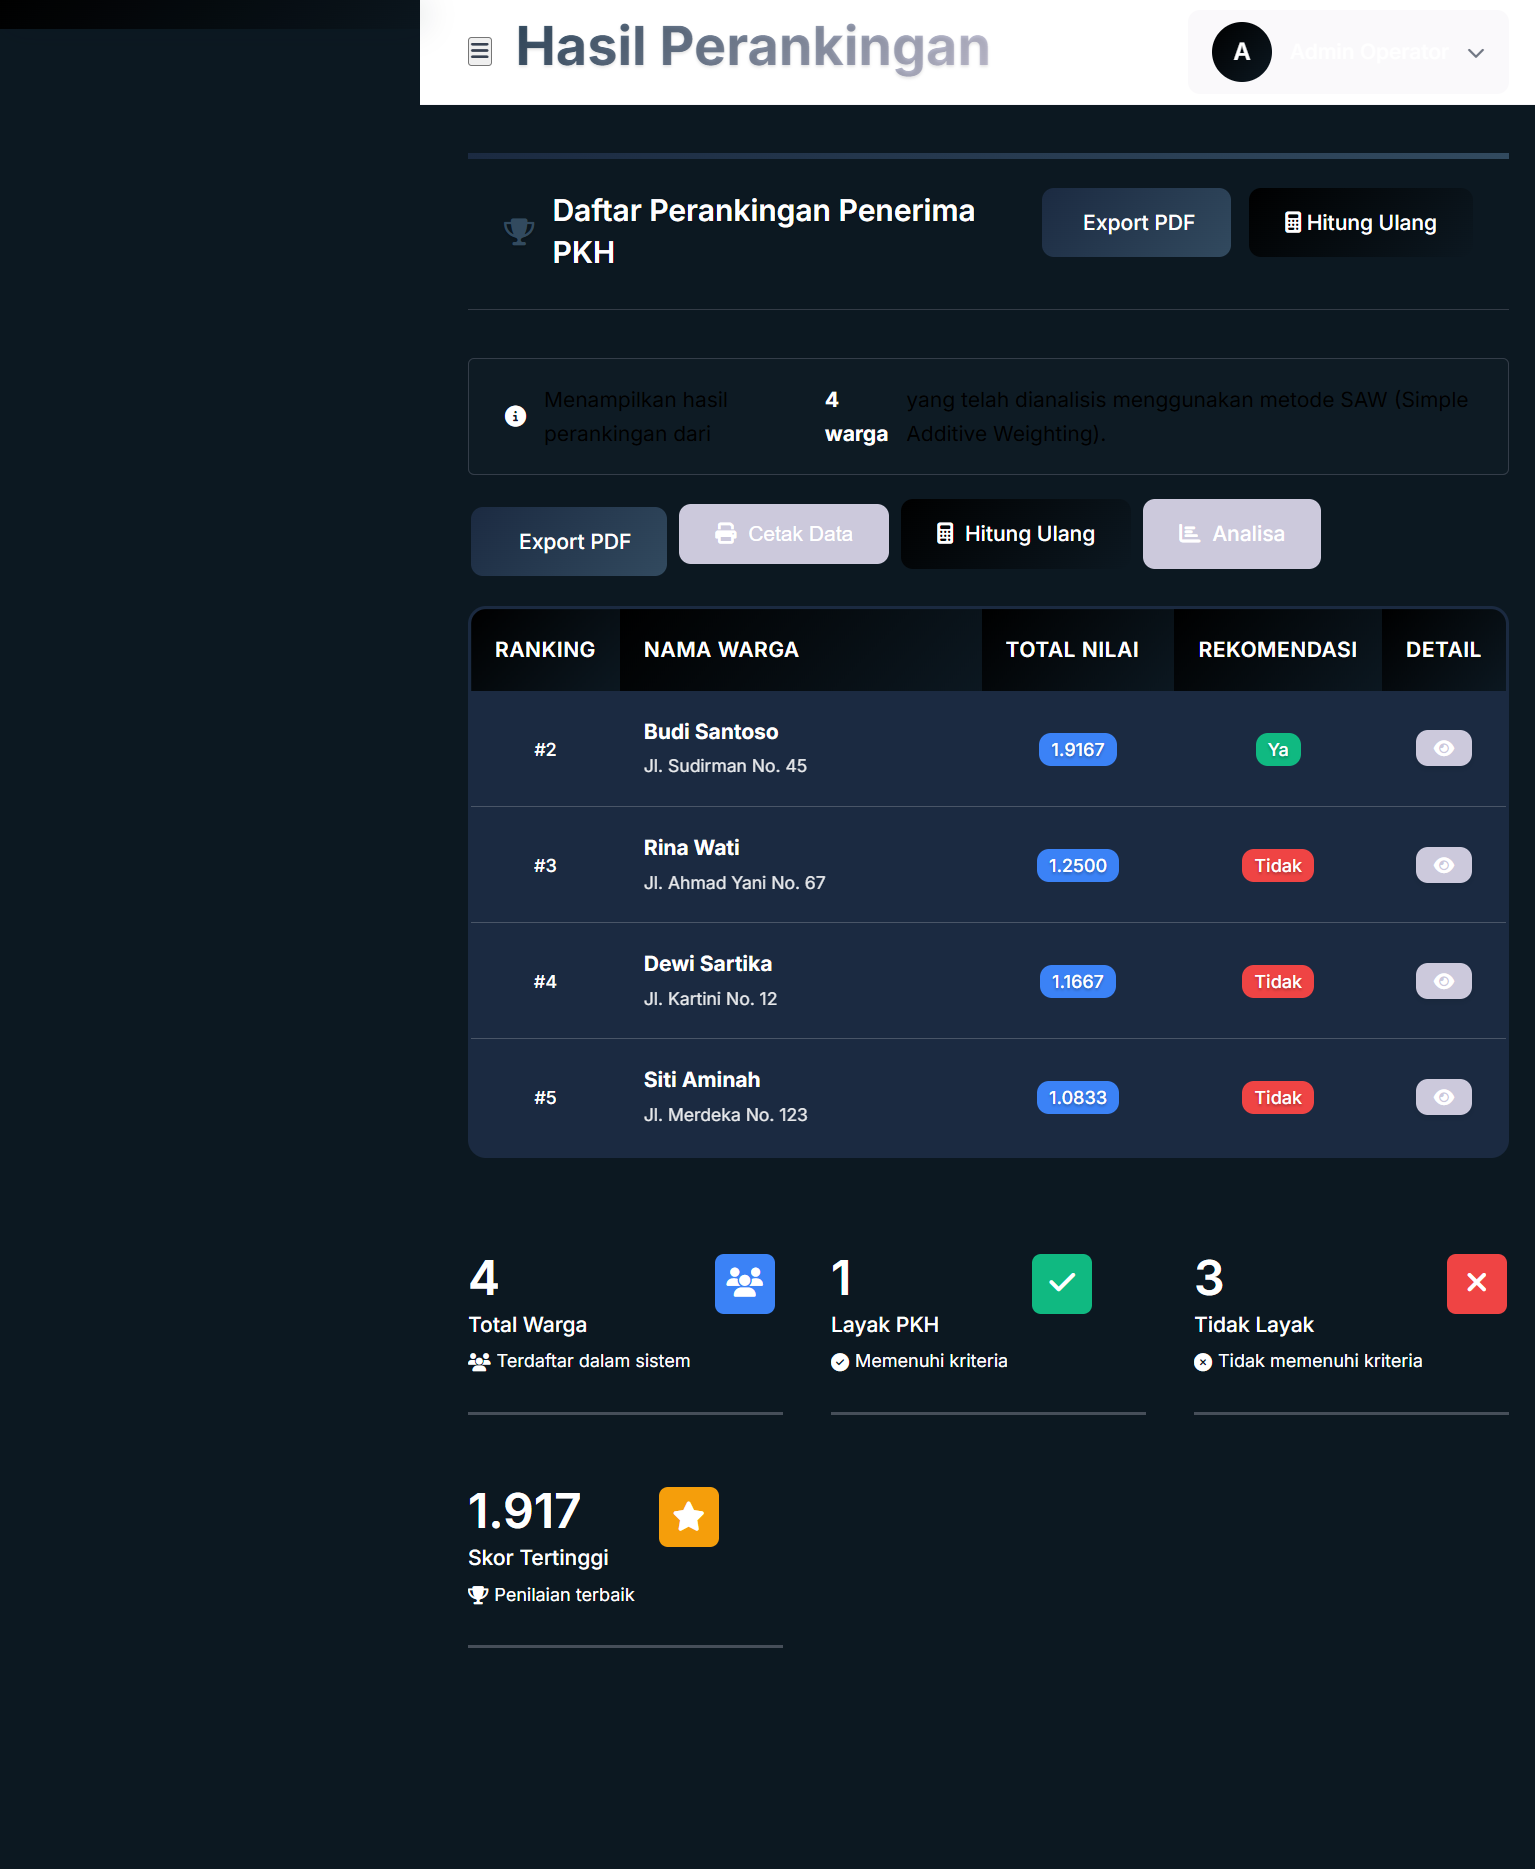 Hasil Perankingan
A
Admin Operator
Daftar Perankingan Penerima
PKH
Export PDF
Hitung Ulang
Menampilkan hasil
perankingan dari
4
warga
yang telah dianalisis menggunakan metode SAW (Simple
Additive Weighting).
Export PDF
Cetak Data
Hitung Ulang
Analisa
RANKING NAMA WARGA TOTAL NILAI REKOMENDASI DETAIL
#2 Budi Santoso 1.9167 Ya
Jl. Sudirman No. 45
#3 Rina Wati 1.2500 Tidak
Jl. Ahmad Yani No. 67
#4 Dewi Sartika 1.1667 Tidak
Jl. Kartini No. 12
#5 Siti Aminah 1.0833 Tidak
Jl. Merdeka No. 123
4
Total Warga
Terdaftar dalam sistem
1
Layak PKH
Memenuhi kriteria
3
Tidak Layak
Tidak memenuhi kriteria
1.917
Skor Tertinggi
Penilaian terbaik